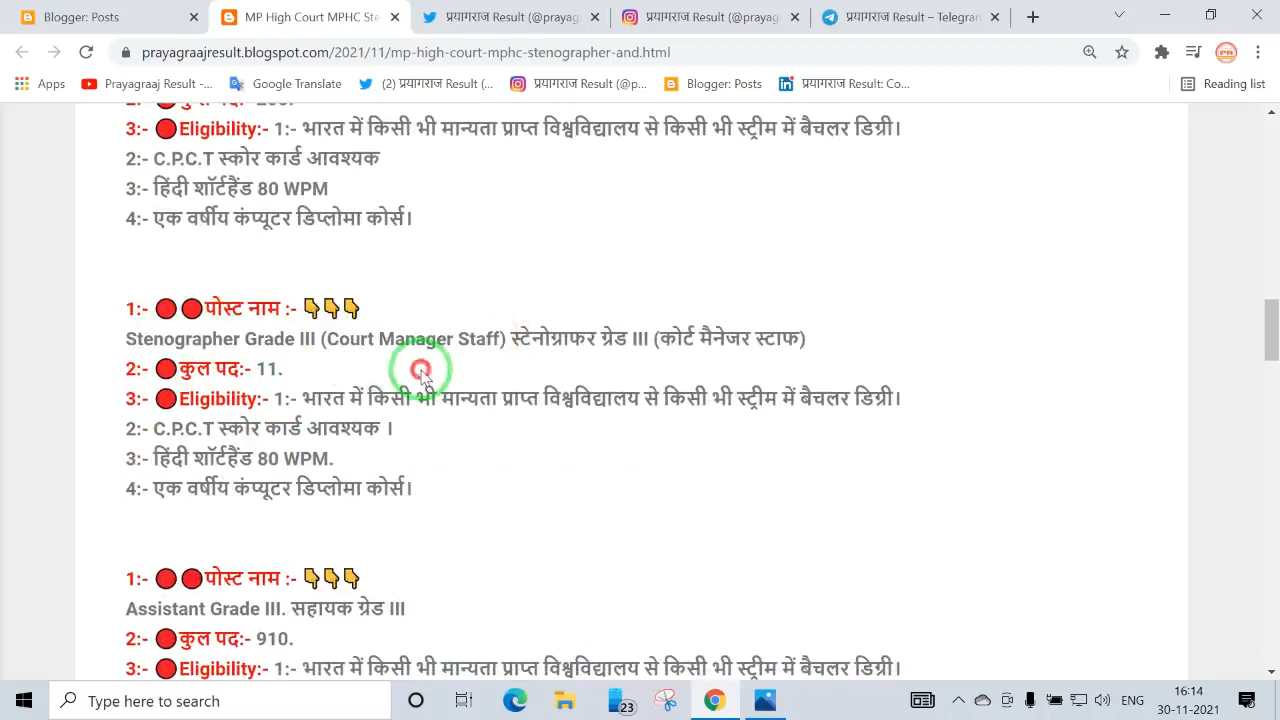 Blogger: Posts
MP High Court MPHC Ste
प्रयागराज Result (@prayag
प्रयागराज Result (@prayag
प्रयागराज Result – Telegran
prayagraajresult.blogspot.com/2021/11/mp-high-court-mphc-stenographer-and.html
Apps
Prayagraaj Result -...
Google Translate
(2) प्रयागराज Result (...
प्रयागराज Result (@p...
Blogger: Posts
प्रयागराज Result: Co...
Reading list
3:- Eligibility:- 1:- भारत में किसी भी मान्यता प्राप्त विश्वविद्यालय से किसी भी स्ट्रीम में बैचलर डिग्री।
2:- C.P.C.T स्कोर कार्ड आवश्यक
3:- हिंदी शॉर्टहैंड 80 WPM
4:- एक वर्षीय कंप्यूटर डिप्लोमा कोर्स।
1:- 🔴🔴पोस्ट नाम :- 👇👇👇
Stenographer Grade III (Court Manager Staff) स्टेनोग्राफर ग्रेड III (कोर्ट मैनेजर स्टाफ)
2:- 🔴कुल पद:- 11.
3:- 🔴Eligibility:- 1:- भारत में किसी भी मान्यता प्राप्त विश्वविद्यालय से किसी भी स्ट्रीम में बैचलर डिग्री।
2:- C.P.C.T स्कोर कार्ड आवश्यक ।
3:- हिंदी शॉर्टहैंड 80 WPM.
4:- एक वर्षीय कंप्यूटर डिप्लोमा कोर्स।
1:- 🔴🔴पोस्ट नाम :- 👇👇👇
Assistant Grade III. सहायक ग्रेड III
2:- 🔴कुल पद:- 910.
3:- 🔴Eligibility:- 1:- भारत में किसी भी मान्यता प्राप्त विश्वविद्यालय से किसी भी स्ट्रीम में बैचलर डिग्री।
Type here to search
23
ENG
16:14
30-11-2021